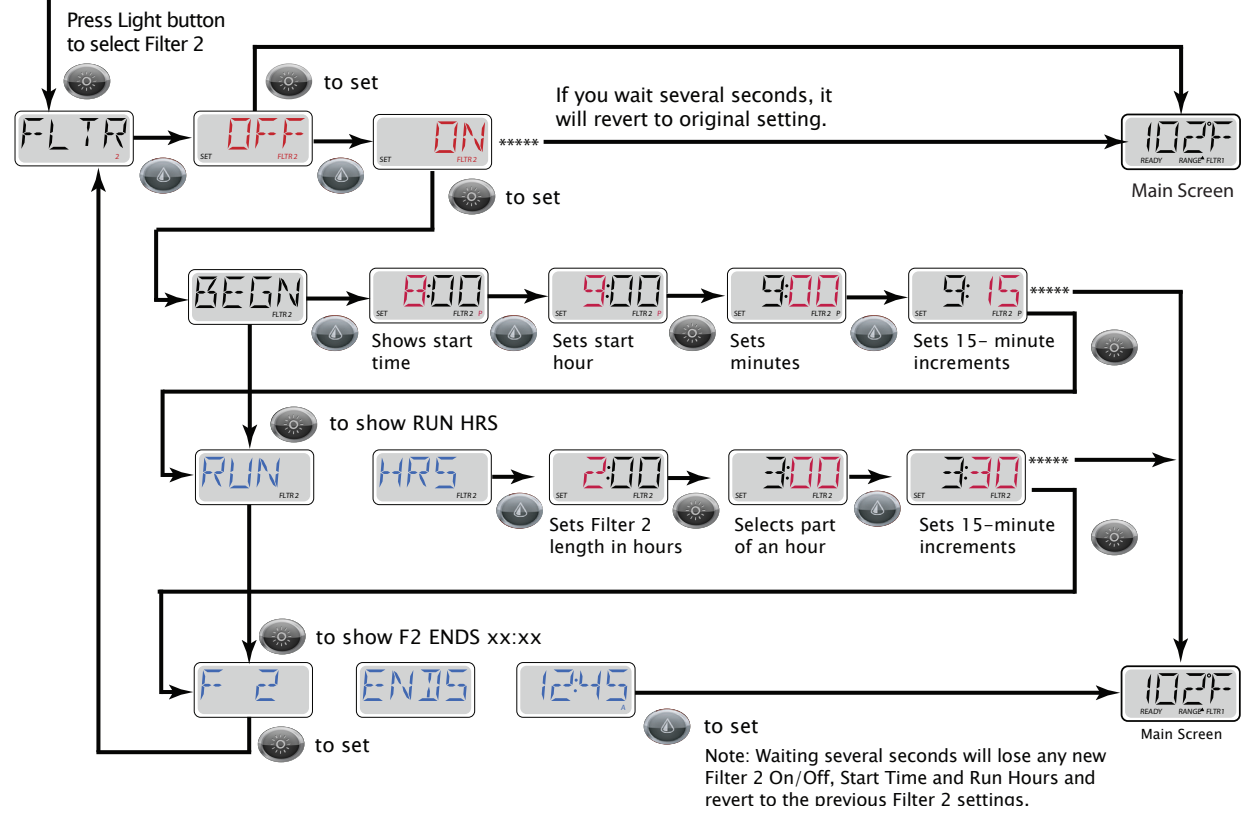 Press Light button
to select Filter 2
to set
If you wait several seconds, it
will revert to original setting.
FLTR
2
OFF
SET FLTR 2
ON
SET FLTR 2
*****
102°F
READY RANGE FLTR1
Main Screen
to set
BEGN
FLTR 2
8:00
SET FLTR 2 P
9:00
SET FLTR 2 P
9:00
SET FLTR 2 P
9:15
SET FLTR 2 P
*****
Shows start
time
Sets start
hour
Sets
minutes
Sets 15- minute
increments
to show RUN HRS
RUN
FLTR 2
HRS
FLTR 2
2:00
SET FLTR 2
3:00
SET FLTR 2
3:30
SET FLTR 2
*****
Sets Filter 2
length in hours
Selects part
of an hour
Sets 15-minute
increments
to show F2 ENDS xx:xx
F 2
ENDS
12:45
A
102°F
READY RANGE FLTR1
Main Screen
to set
to set
Note: Waiting several seconds will lose any new
Filter 2 On/Off, Start Time and Run Hours and
revert to the previous Filter 2 settings.